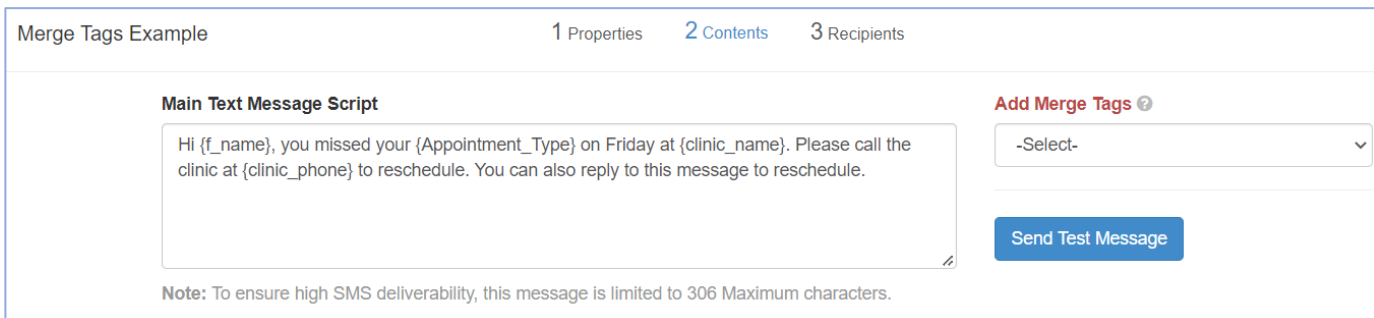 Merge Tags Example
1 Properties
2 Contents
3 Recipients
Main Text Message Script
Add Merge Tags
Hi {f_name}, you missed your {Appointment_Type} on Friday at {clinic_name}. Please call the
clinic at {clinic_phone} to reschedule. You can also reply to this message to reschedule.
-Select-
Send Test Message
Note: To ensure high SMS deliverability, this message is limited to 306 Maximum characters.